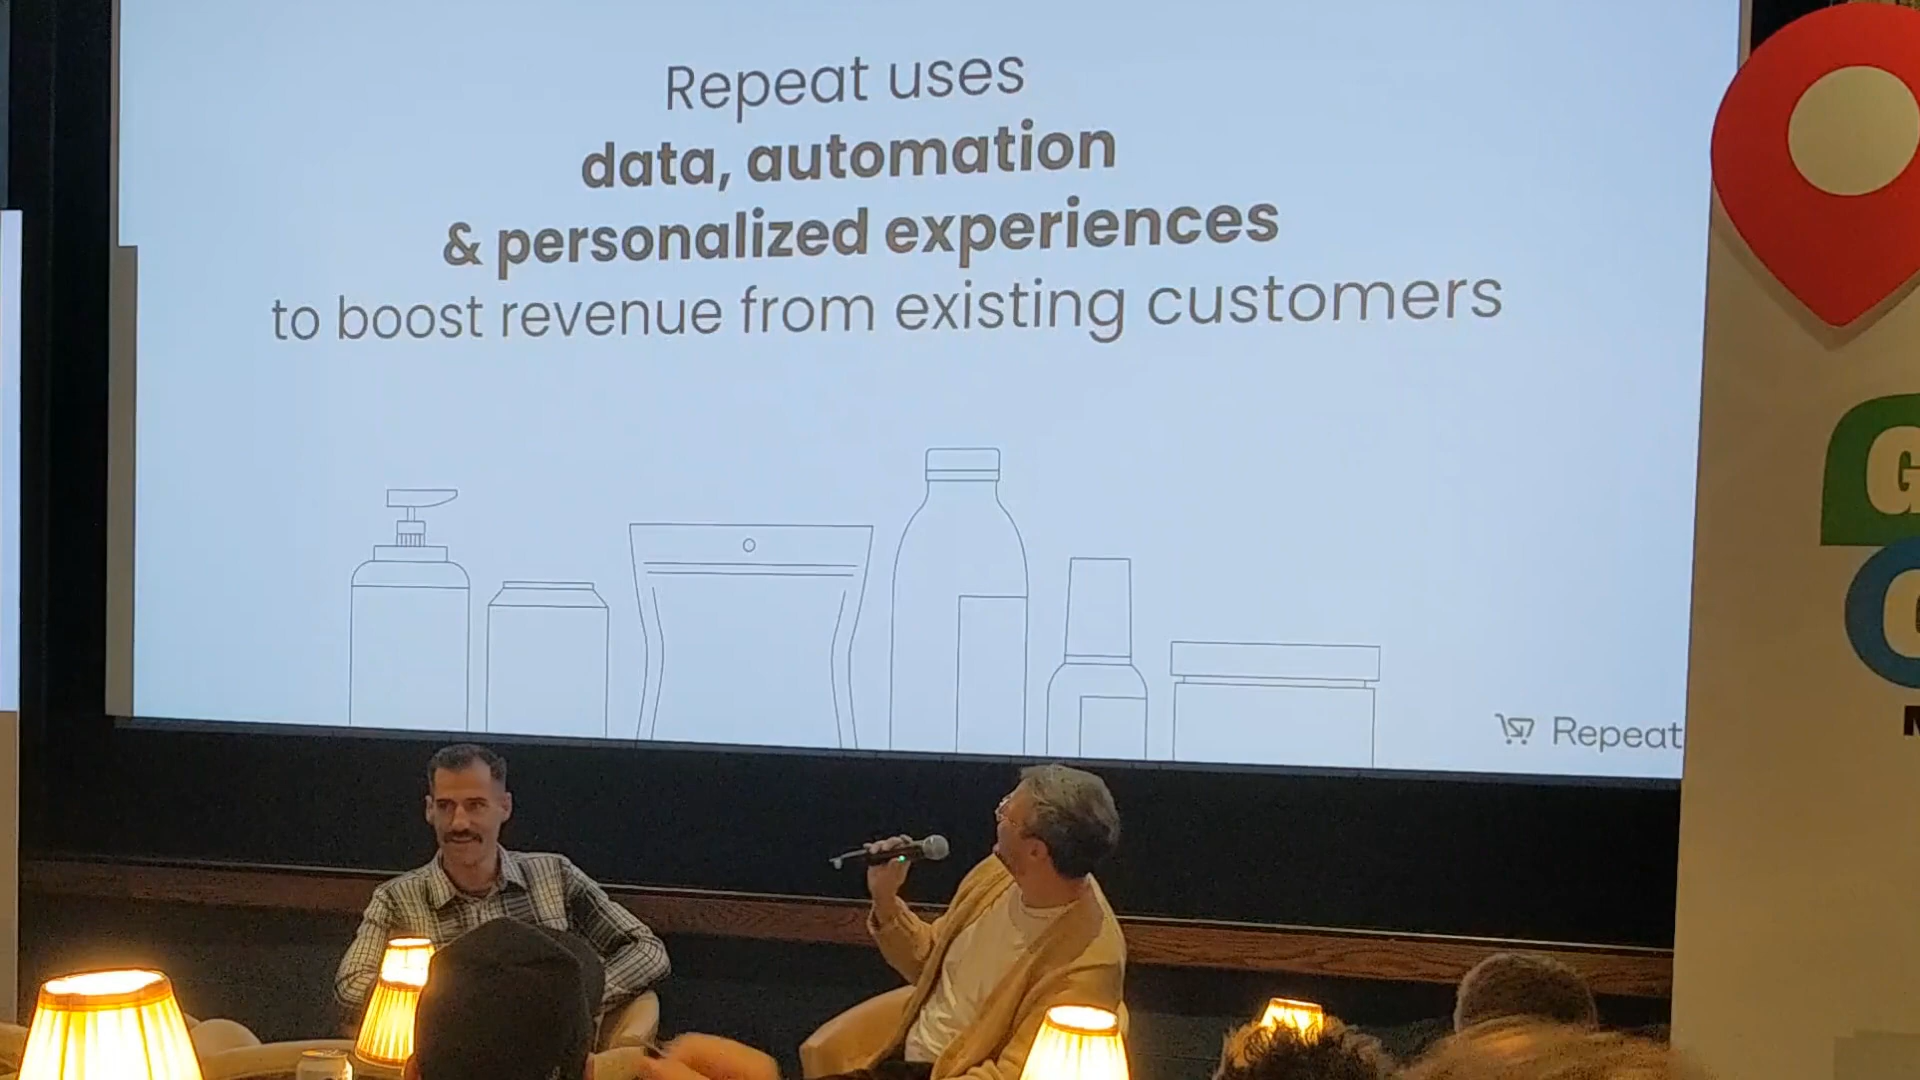 Repeat uses
data, automation
& personalized experiences
to boost revenue from existing customers
Repeat
G